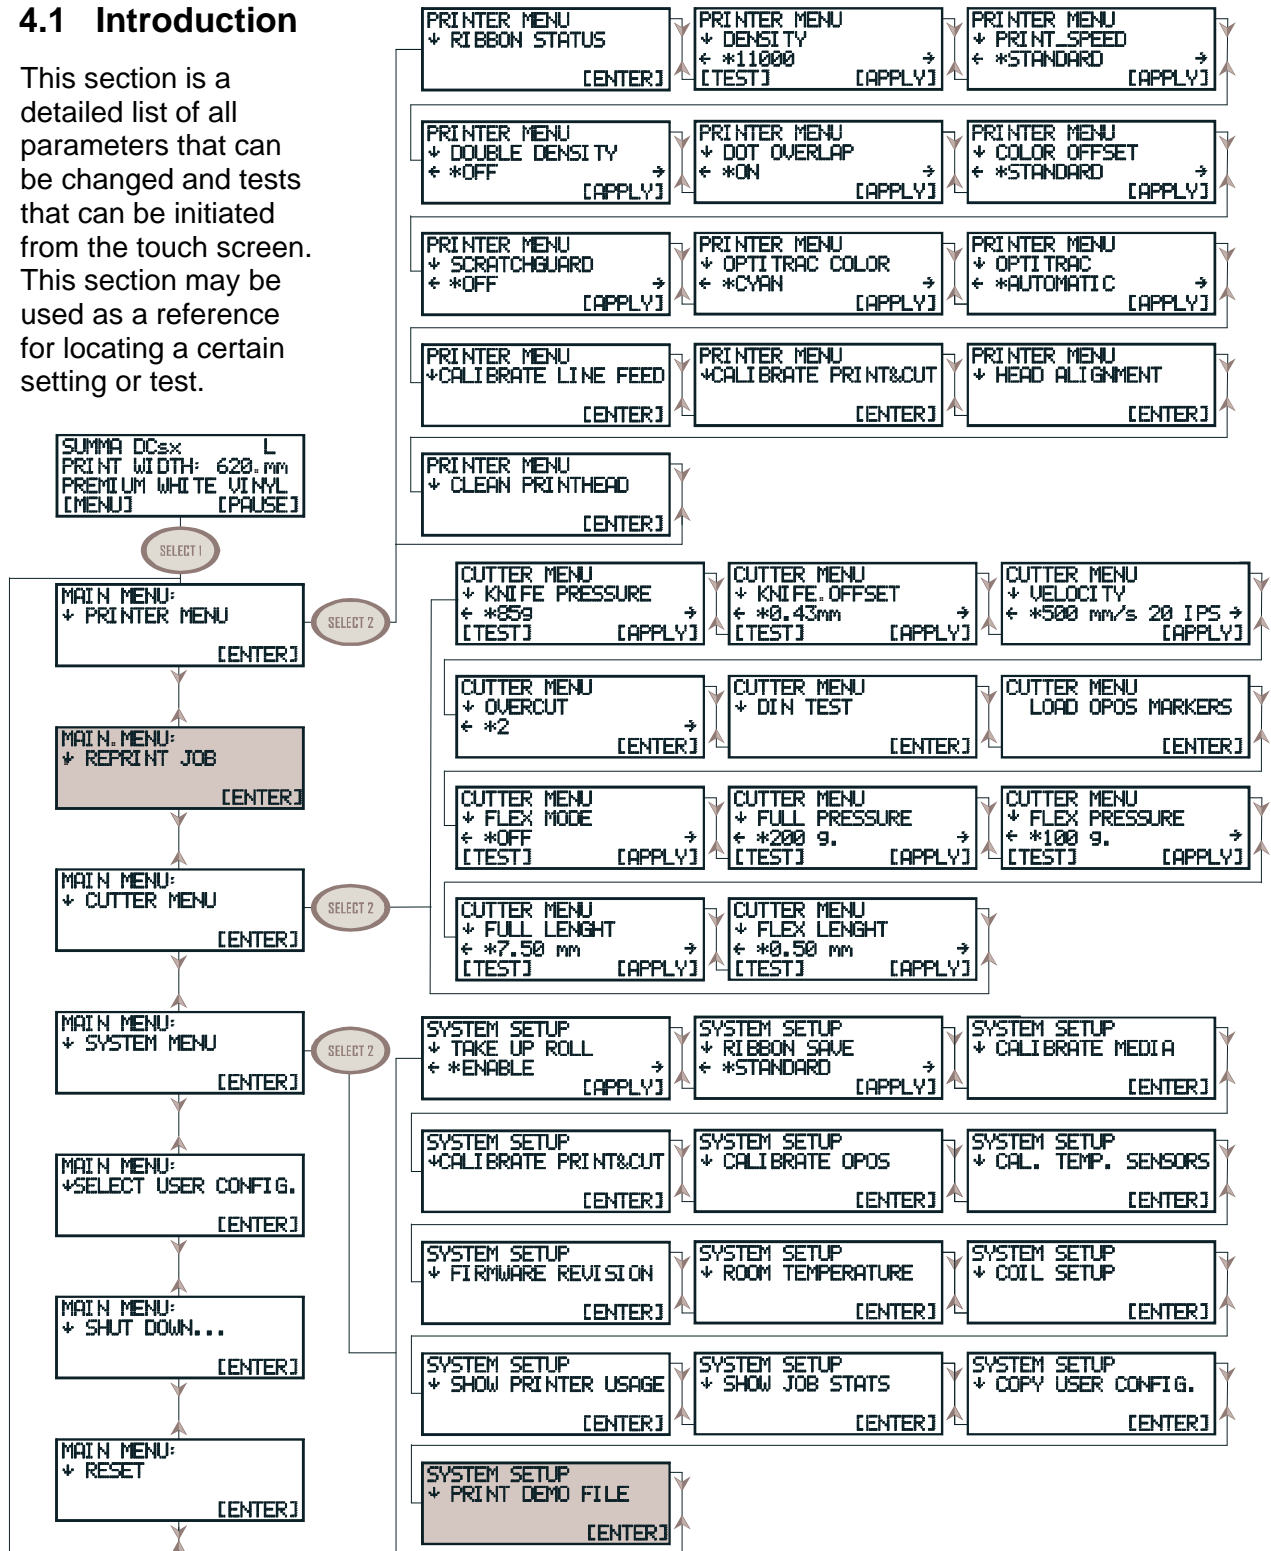 4.1 Introduction
This section is a
detailed list of all
parameters that can
be changed and tests
that can be initiated
from the touch screen.
This section may be
used as a reference
for locating a certain
setting or test.
SUMMA DCsx L
PRINT WIDTH: 620.mm
PREMIUM WHITE VINYL
[MENU] [PAUSE]
SELECT 1
MAIN MENU:
↓ PRINTER MENU
[ENTER]
SELECT 2
MAIN.MENU:
↓ REPRINT JOB
[ENTER]
MAIN MENU:
↓ CUTTER MENU
[ENTER]
SELECT 2
MAIN MENU:
↓ SYSTEM MENU
[ENTER]
SELECT 2
MAIN MENU:
↓SELECT USER CONFIG.
[ENTER]
MAIN MENU:
↓ SHUT DOWN...
[ENTER]
MAIN MENU:
↓ RESET
[ENTER]
PRINTER MENU
↓ RIBBON STATUS
[ENTER]
PRINTER MENU
↓ DENSITY
← *11000 →
[TEST] [APPLY]
PRINTER MENU
↓ PRINT_SPEED
← *STANDARD →
[APPLY]
PRINTER MENU
↓ DOUBLE DENSITY
← *OFF →
[APPLY]
PRINTER MENU
↓ DOT OVERLAP
← *ON →
[APPLY]
PRINTER MENU
↓ COLOR OFFSET
← *STANDARD →
[APPLY]
PRINTER MENU
↓ SCRATCHGUARD
← *OFF →
[APPLY]
PRINTER MENU
↓ OPTITRAC COLOR
← *CYAN →
[APPLY]
PRINTER MENU
↓ OPTITRAC
← *AUTOMATIC →
[APPLY]
PRINTER MENU
↓CALIBRATE LINE FEED
[ENTER]
PRINTER MENU
↓CALIBRATE PRINT&CUT
[ENTER]
PRINTER MENU
↓ HEAD ALIGNMENT
[ENTER]
PRINTER MENU
↓ CLEAN PRINTHEAD
[ENTER]
CUTTER MENU
↓ KNIFE PRESSURE
← *85g →
[TEST] [APPLY]
CUTTER MENU
↓ KNIFE.OFFSET
← *0.43mm →
[TEST] [APPLY]
CUTTER MENU
↓ VELOCITY
← *500 mm/s 20 IPS →
[APPLY]
CUTTER MENU
↓ OVERCUT
← *2 →
[ENTER]
CUTTER MENU
↓ DIN TEST
[ENTER]
CUTTER MENU
LOAD OPOS MARKERS
[ENTER]
CUTTER MENU
↓ FLEX MODE
← *OFF →
[TEST] [APPLY]
CUTTER MENU
↓ FULL PRESSURE
← *200 g. →
[TEST] [APPLY]
CUTTER MENU
↓ FLEX PRESSURE
← *100 g. →
[TEST] [APPLY]
CUTTER MENU
↓ FULL LENGHT
← *7.50 mm →
[TEST] [APPLY]
CUTTER MENU
↓ FLEX LENGHT
← *0.50 mm →
[TEST] [APPLY]
SYSTEM SETUP
↓ TAKE UP ROLL
← *ENABLE →
[APPLY]
SYSTEM SETUP
↓ RIBBON SAVE
← *STANDARD →
[APPLY]
SYSTEM SETUP
↓ CALIBRATE MEDIA
[ENTER]
SYSTEM SETUP
↓CALIBRATE PRINT&CUT
[ENTER]
SYSTEM SETUP
↓ CALIBRATE OPOS
[ENTER]
SYSTEM SETUP
↓ CAL. TEMP. SENSORS
[ENTER]
SYSTEM SETUP
↓ FIRMWARE REVISION
[ENTER]
SYSTEM SETUP
↓ ROOM TEMPERATURE
[ENTER]
SYSTEM SETUP
↓ COIL SETUP
[ENTER]
SYSTEM SETUP
↓ SHOW PRINTER USAGE
[ENTER]
SYSTEM SETUP
↓ SHOW JOB STATS
[ENTER]
SYSTEM SETUP
↓ COPY USER CONFIG.
[ENTER]
SYSTEM SETUP
↓ PRINT DEMO FILE
[ENTER]